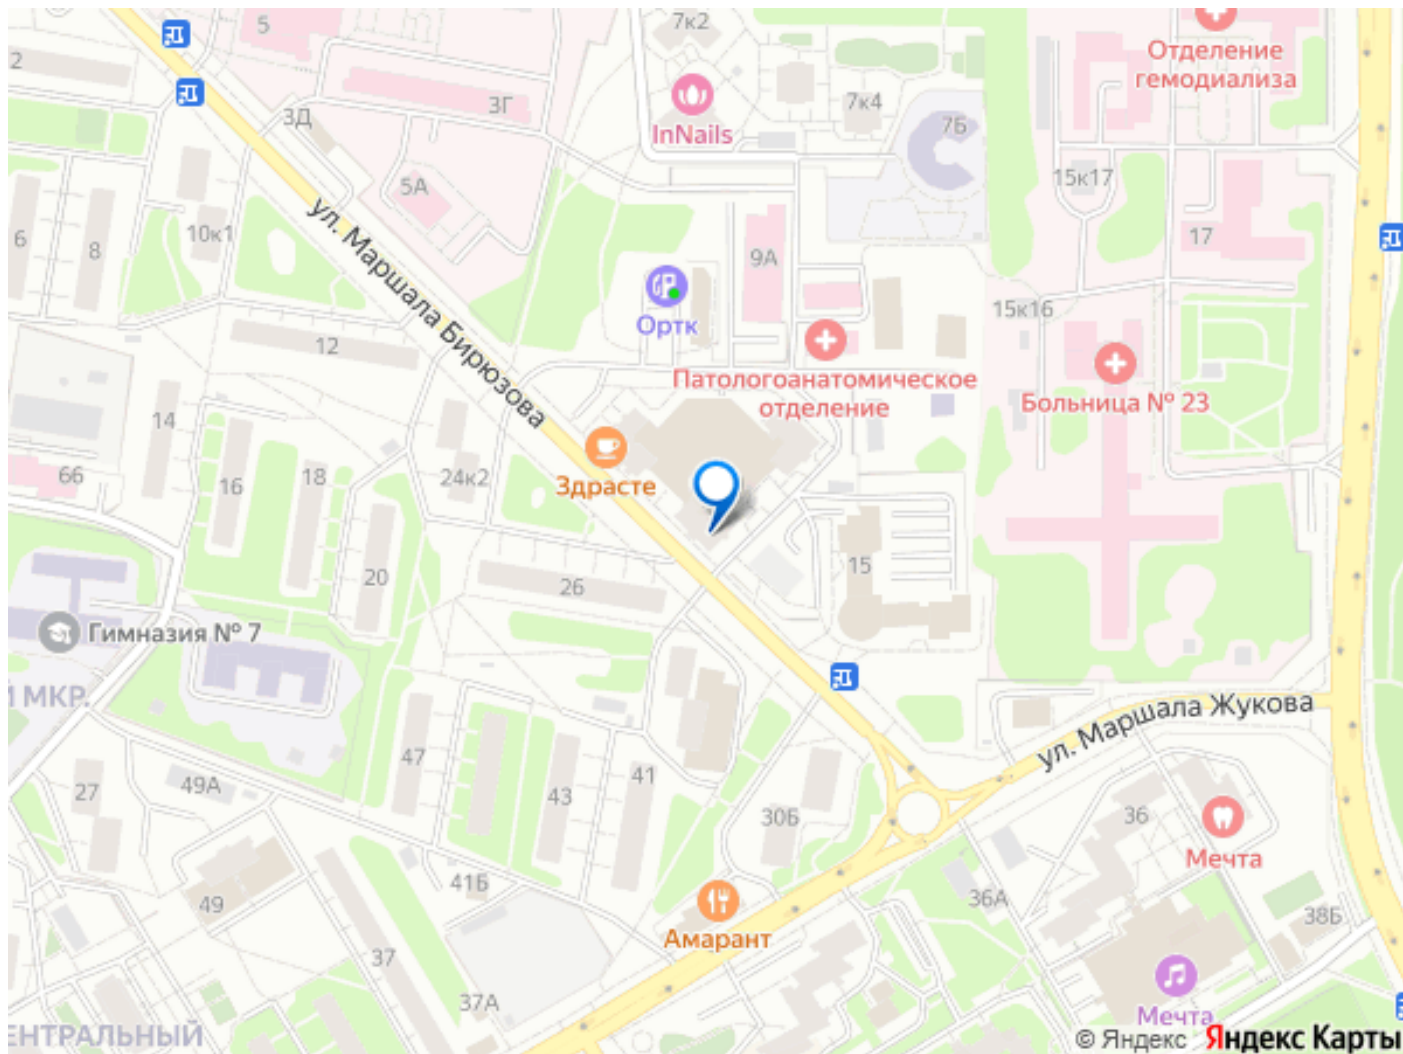 5
7к2
Отделение
гемодиализа
2
3Г
InNails
7к4
7Б
3Д
5А
15к17
ул. Маршала Бирюзова
6
8
10к1
9А
17
Ортк
15к16
12
Патологоанатомическое
отделение
Больница № 23
14
66
16
18
24к2
Здрасте
20
26
15
Гимназия № 7
Й МКР.
ул. Маршала Жукова
47
49А
27
43
41
30Б
36
Мечта
49
41Б
36А
38Б
Амарант
37
37А
Мечта
ЕНТРАЛЬНЫЙ
© Яндекс Яндекс Карты